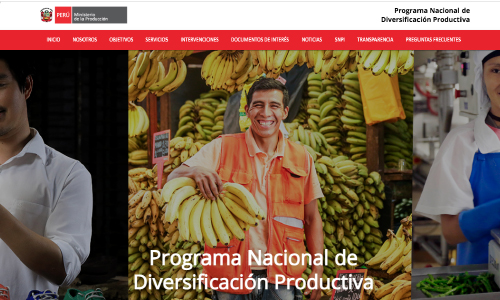 PERÚ
Ministerio
de la Producción
Programa Nacional de
Diversificación Productiva
INICIO NOSOTROS OBJETIVOS SERVICIOS INTERVENCIONES DOCUMENTOS DE INTERÉS NOTICIAS SNPI TRANSPARENCIA PREGUNTAS FRECUENTES
Programa Nacional de
Diversificación Productiva